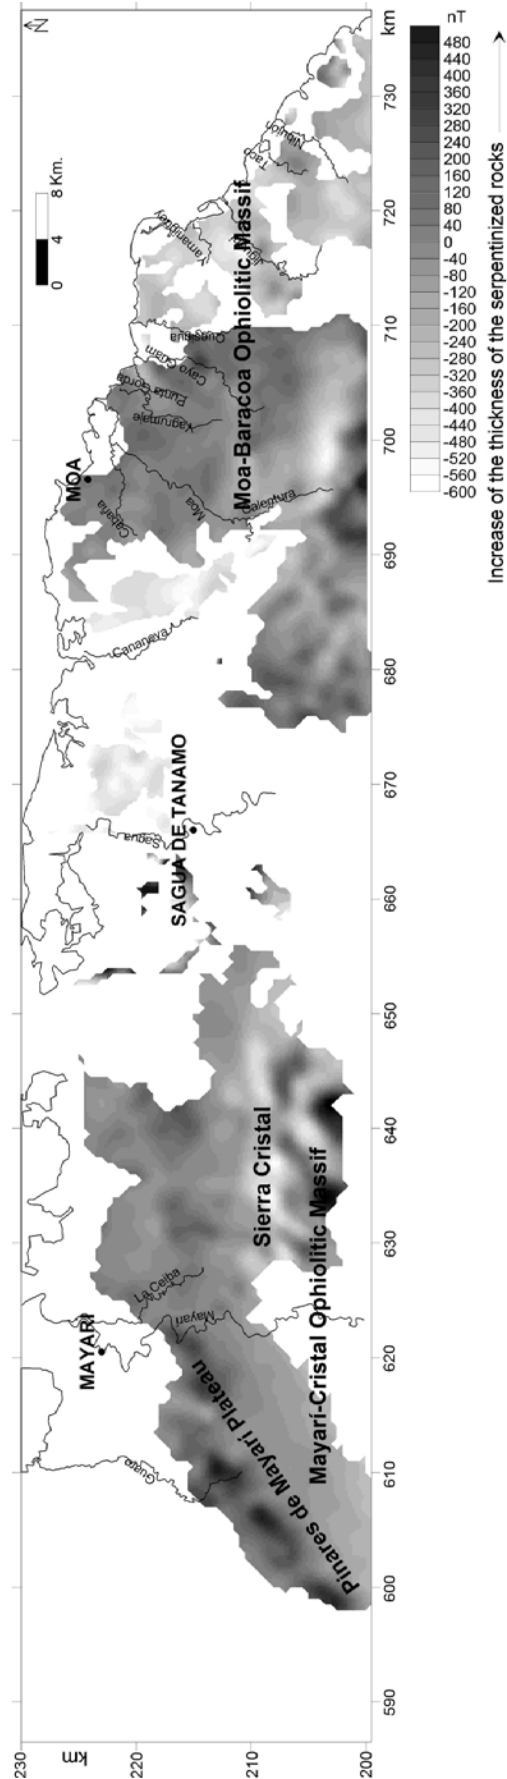 N
0 4 8 Km.
km
230
220
210
200
590
600
610
620
630
640
650
660
670
680
690
700
710
720
730
km
MAYARI
Guaro
La Ceiba
Mayari
Pinares de Mayarí Plateau
Sierra Cristal
Mayarí-Cristal Ophiolitic Massif
SAGUA DE TANAMO
Sagua
Cananova
MOA
Cabaña
Moa
Yagrumaje
Punta Gorda
Cayo Guam
Quesigua
Calentura
Moa-Baracoa Ophiolitic Massif
Yamanigüey
Jiguaní
Taco
Nibujón
nT
480
440
400
360
320
280
240
200
160
120
80
40
0
-40
-80
-120
-160
-200
-240
-280
-320
-360
-400
-440
-480
-520
-560
-600
Increase of the thickness of the serpentinized rocks